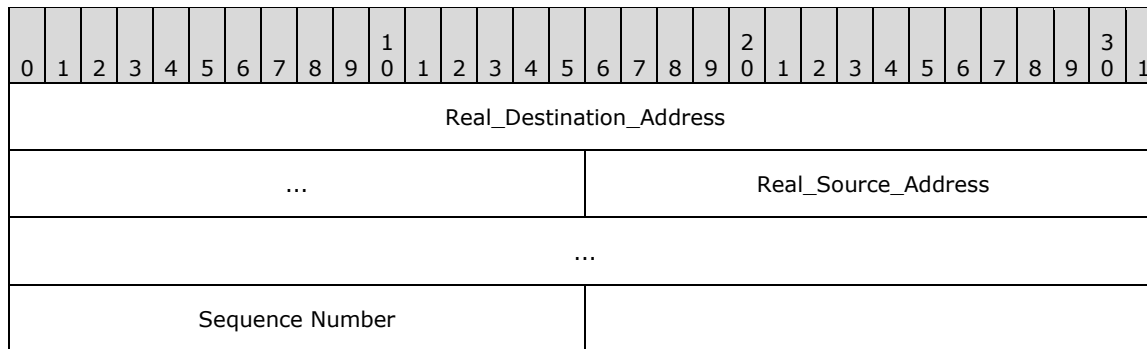 1 2 3
0 1 2 3 4 5 6 7 8 9 0 1 2 3 4 5 6 7 8 9 0 1 2 3 4 5 6 7 8 9 0 1
Real_Destination_Address
... Real_Source_Address
...
Sequence Number